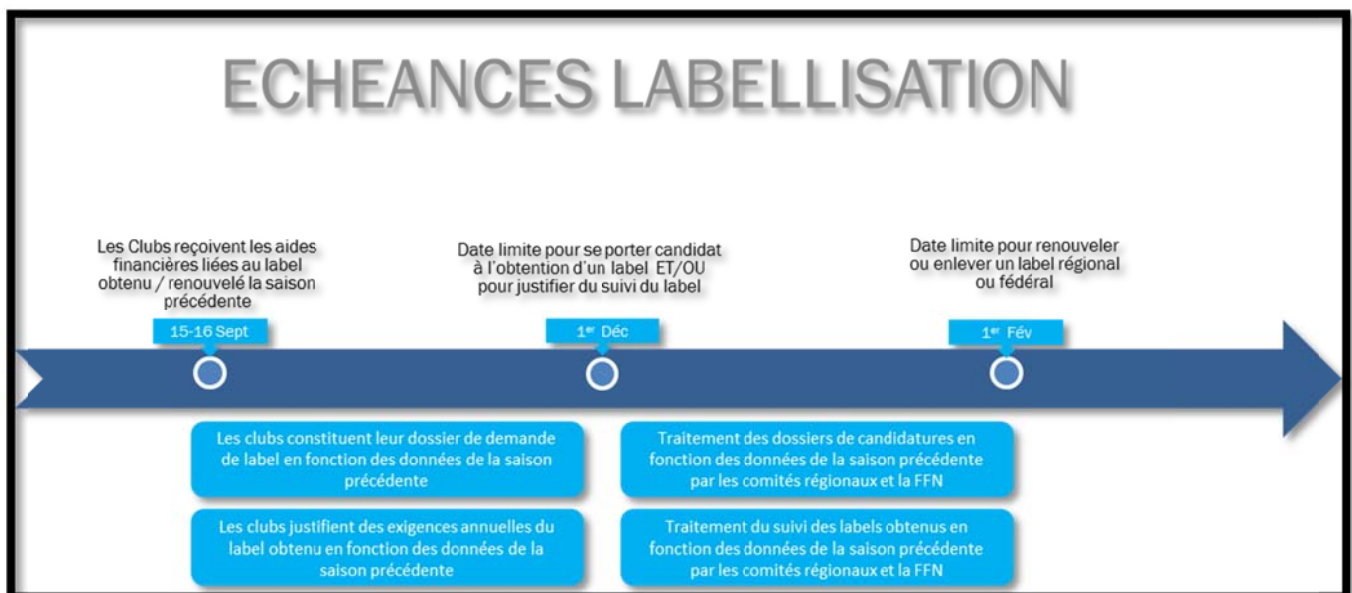 ECHEANCES LABELLISATION
Les Clubs reçoivent les aides
financières liées au label
obtenu / renouvelé la saison
précédente
15-16 Sept
Date limite pour se porter candidat
à l'obtention d'un label ET/OU
pour justifier du suivi du label
1er Déc
Date limite pour renouveler
ou enlever un label régional
ou fédéral
1er Fév
Les clubs constituent leur dossier de demande
de label en fonction des données de la saison
précédente
Traitement des dossiers de candidatures en
fonction des données de la saison précédente
par les comités régionaux et la FFN
Les clubs justifient des exigences annuelles du
label obtenu en fonction des données de la
saison précédente
Traitement du suivi des labels obtenus en
fonction des données de la saison précédente
par les comités régionaux et la FFN